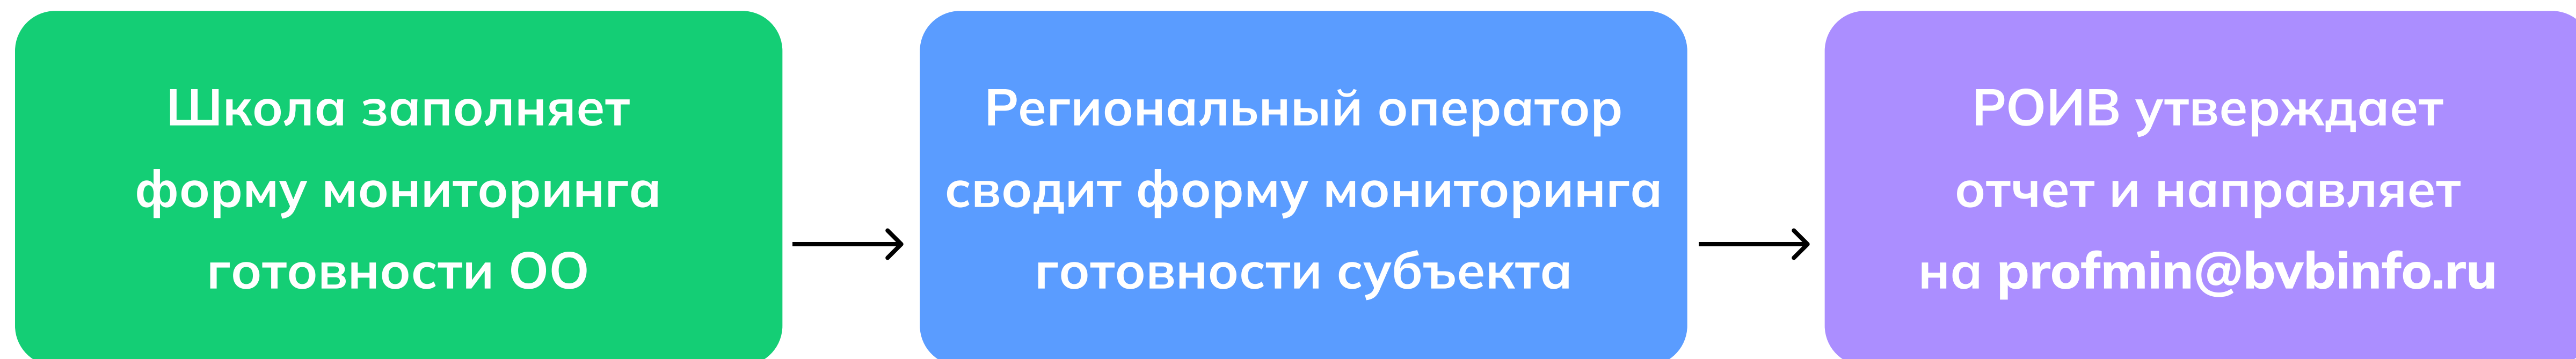 Школа заполняет
форму мониторинга
готовности ОО
Региональный оператор
сводит форму мониторинга
готовности субъекта
РОИВ утверждает
отчет и направляет
на profmin@bvbinfo.ru